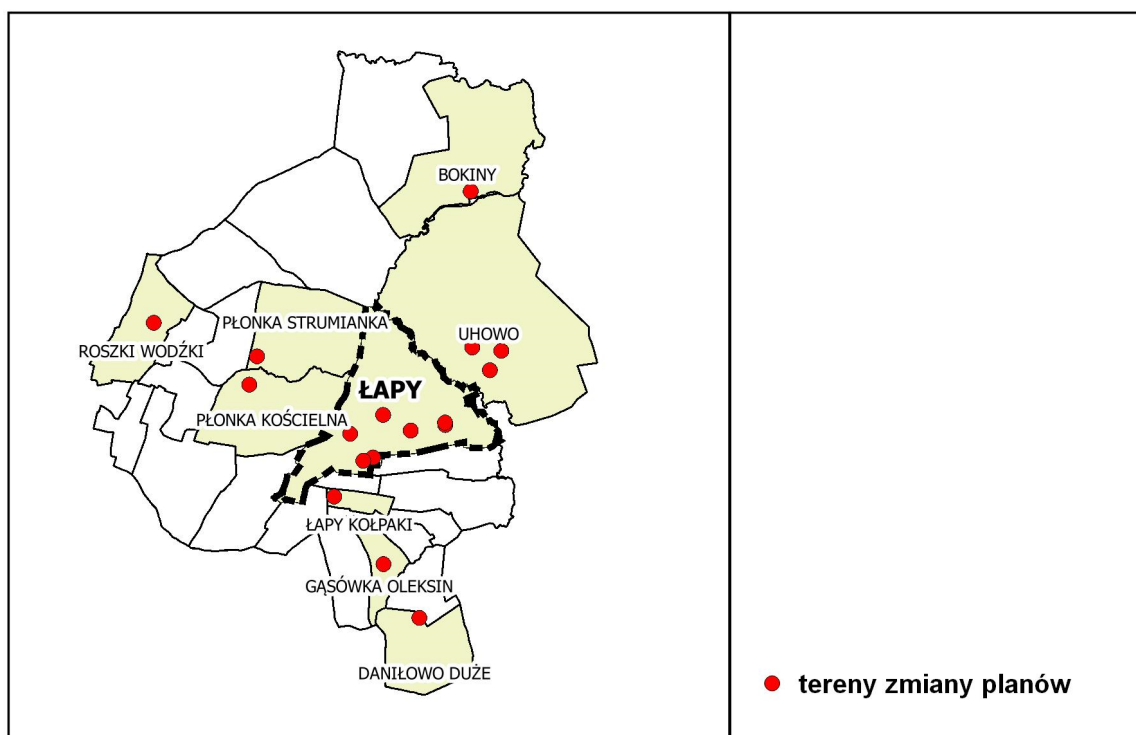 BOKINY
PŁONKA STRUMIANKA
UHOWO
ROSZKI WODŹKI
ŁAPY
PŁONKA KOŚCIELNA
ŁAPY KOŁPAKI
GĄSÓWKA OLEKSIN
DANIŁOWO DUŻE
tereny zmiany planów